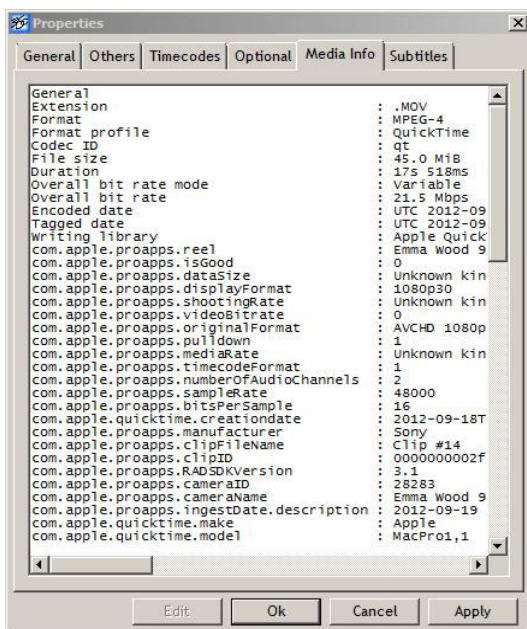 Properties
General Others Timecodes Optional Media Info Subtitles
General
Extension : .MOV
Format : MPEG-4
Format profile : QuickTime
Codec ID : qt
File size : 45.0 MiB
Duration : 17s 518ms
Overall bit rate mode : Variable
Overall bit rate : 21.5 Mbps
Encoded date : UTC 2012-09
Tagged date : UTC 2012-09
Writing library : Apple Quick
com.apple.proapps.reel : Emma Wood 9
com.apple.proapps.isGood : 0
com.apple.proapps.dataSize : Unknown kin
com.apple.proapps.displayFormat : 1080p30
com.apple.proapps.shootingRate : Unknown kin
com.apple.proapps.videoBitrate : 0
com.apple.proapps.originalFormat : AVCHD 1080p
com.apple.proapps.pulldown : 1
com.apple.proapps.mediaRate : Unknown kin
com.apple.proapps.timecodeFormat : 1
com.apple.proapps.numberOfAudioChannels : 2
com.apple.proapps.sampleRate : 48000
com.apple.proapps.bitsPerSample : 16
com.apple.quicktime.creationdate : 2012-09-18T
com.apple.proapps.manufacturer : Sony
com.apple.proapps.clipFileName : Clip #14
com.apple.proapps.clipID : 0000000002f
com.apple.proapps.RADSDKVersion : 3.1
com.apple.proapps.cameraID : 28283
com.apple.proapps.cameraName : Emma Wood 9
com.apple.proapps.ingestDate.description : 2012-09-19
com.apple.quicktime.make : Apple
com.apple.quicktime.model : MacPro1,1
Edit Ok Cancel Apply